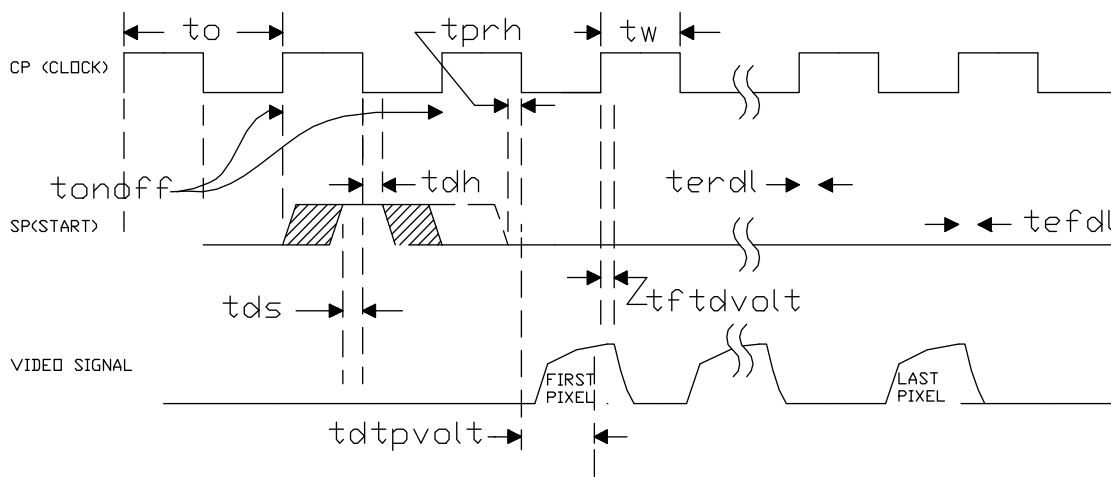 to
tprh
tw
CP (CLOCK)
tonoff
tdh
terdl
SP(START)
tefdl
tds
tftdvolt
VIDEO SIGNAL
FIRST
PIXEL
LAST
PIXEL
tdtpvolt